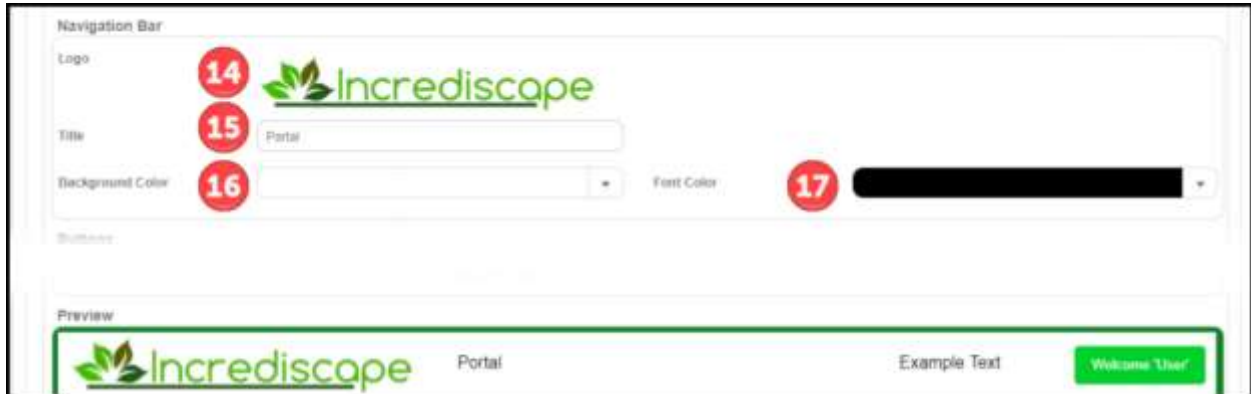 Navigation Bar
Logo
14
Incrediscape
Title
15
Portal
Background Color
16
Font Color
17
Buttons
Preview
Incrediscape
Portal
Example Text
Welcome 'User'